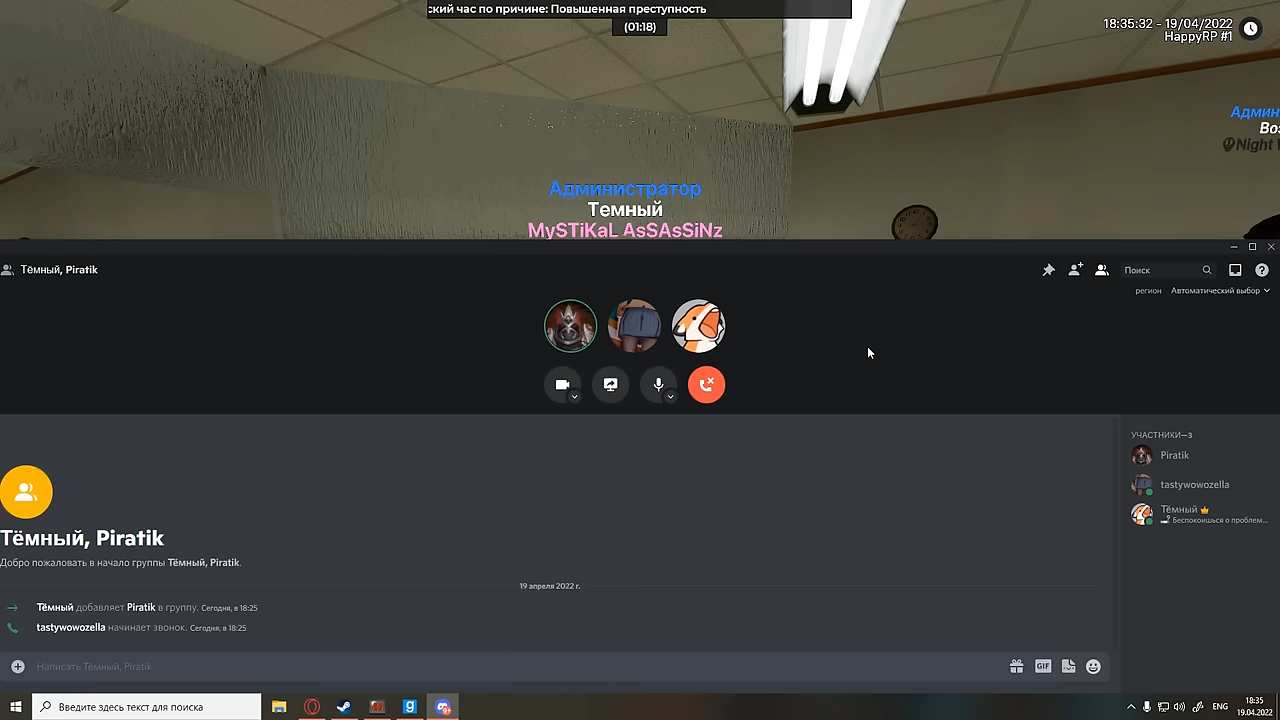 ский час по причине: Повышенная преступность
(01:18)
18:35:32 - 19/04/2022
HappyRP #1
Админ
Воз
Night
Администратор
Темный
MySTiKaL AsSAsSiNz
Тёмный, Piratik
Поиск
регион Автоматический выбор
УЧАСТНИКИ—3
Piratik
tastywowozella
Тёмный
Беспокоишься о проблем...
Тёмный, Piratik
Добро пожаловать в начало группы Тёмный, Piratik.
19 апреля 2022 г.
Тёмный добавляет Piratik в группу. Сегодня, в 18:25
tastywowozella начинает звонок. Сегодня, в 18:25
Написать Тёмный, Piratik
GIF
Введите здесь текст для поиска
ENG
18:35
19.04.2022